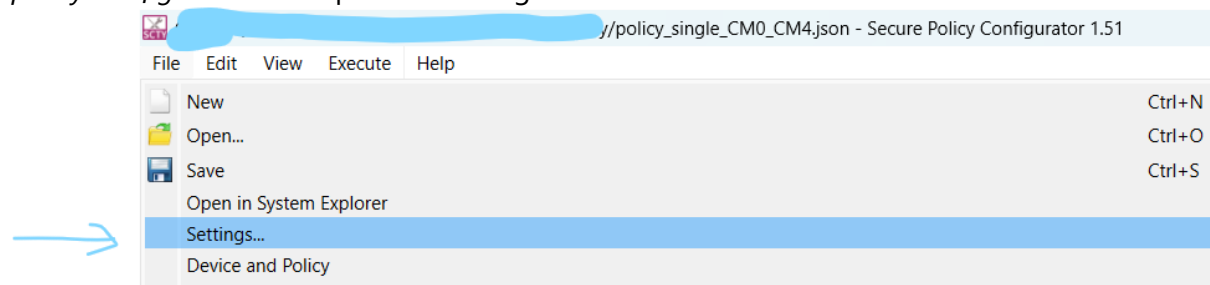 SCTY y/policy_single_CM0_CM4.json - Secure Policy Configurator 1.51
File Edit View Execute Help
New Ctrl+N
Open... Ctrl+O
Save Ctrl+S
Open in System Explorer
Settings...
Device and Policy